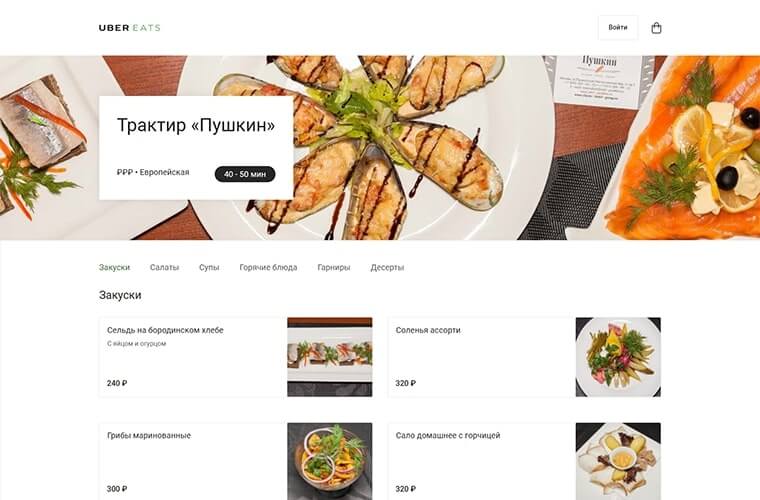 UBER EATS
Войти
Пушкин
Трактир «Пушкин»
₽₽₽ • Европейская
40 - 50 мин
Закуски Салаты Супы Горячие блюда Гарниры Десерты
Закуски
Сельдь на бородинском хлебе
С яйцом и огурцом
240 ₽
Соленья ассорти
320 ₽
Грибы маринованные
300 ₽
Сало домашнее с горчицей
320 ₽